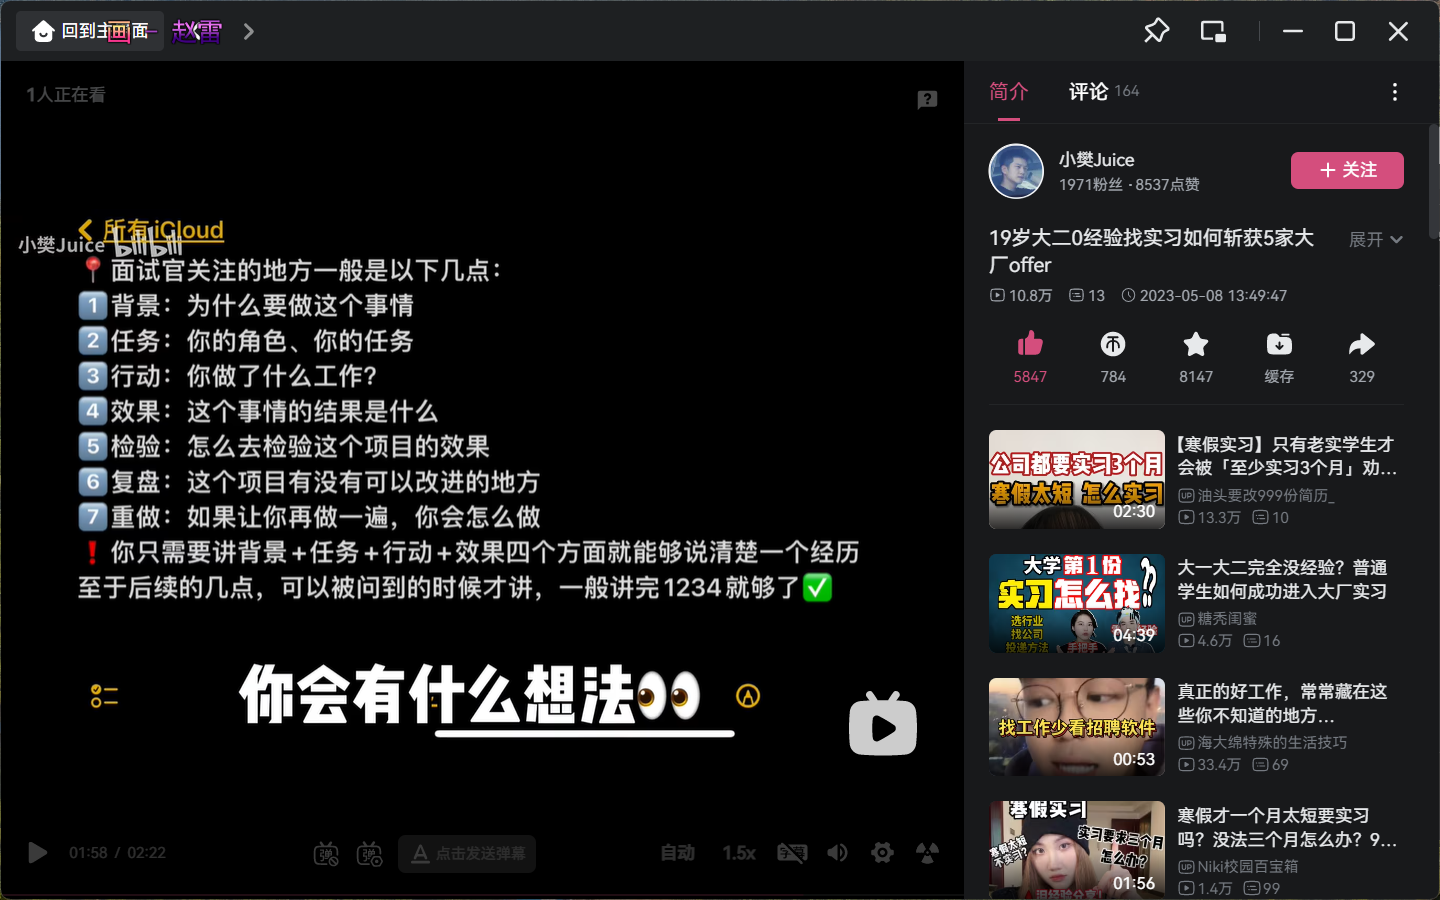 回到主画面
赵雷
1人正在看
所有 iCloud
小樊Juice bilibili
📍面试官关注的地方一般是以下几点：
1 背景：为什么要做这个事情
2 任务：你的角色、你的任务
3 行动：你做了什么工作？
4 效果：这个事情的结果是什么
5 检验：怎么去检验这个项目的效果
6 复盘：这个项目有没有可以改进的地方
7 重做：如果让你再做一遍，你会怎么做
❗你只需要讲背景+任务+行动+效果四个方面就能够说清楚一个经历
至于后续的几点，可以被问到的时候才讲，一般讲完1234就够了✅
你会有什么想法👀
01:58 / 02:22
弹
弹
点击发送弹幕
自动
1.5x
字幕
简介
评论 164
小樊Juice
1971粉丝 · 8537点赞
+ 关注
19岁大二0经验找实习如何斩获5家大
厂offer
展开
10.8万 13 2023-05-08 13:49:47
5847
784
8147
缓存
329
公司都要实习3个月
寒假太短 怎么实习
02:30
【寒假实习】只有老实学生才
会被「至少实习3个月」劝...
UP 油头要改999份简历_
13.3万 10
大学第1份
实习怎么找?!
选行业
找公司
投递方法
手把手
04:39
大一大二完全没经验？普通
学生如何成功进入大厂实习
UP 糖秃闺蜜
4.6万 16
找工作少看招聘软件
00:53
真正的好工作，常常藏在这
些你不知道的地方...
UP 海大绵特殊的生活技巧
33.4万 69
寒假实习
寒假太短
不实习?
实习要求三个月
怎么办?
没经验分享!
01:56
寒假才一个月太短要实习
吗？没法三个月怎么办？9...
UP Niki校园百宝箱
1.4万 99